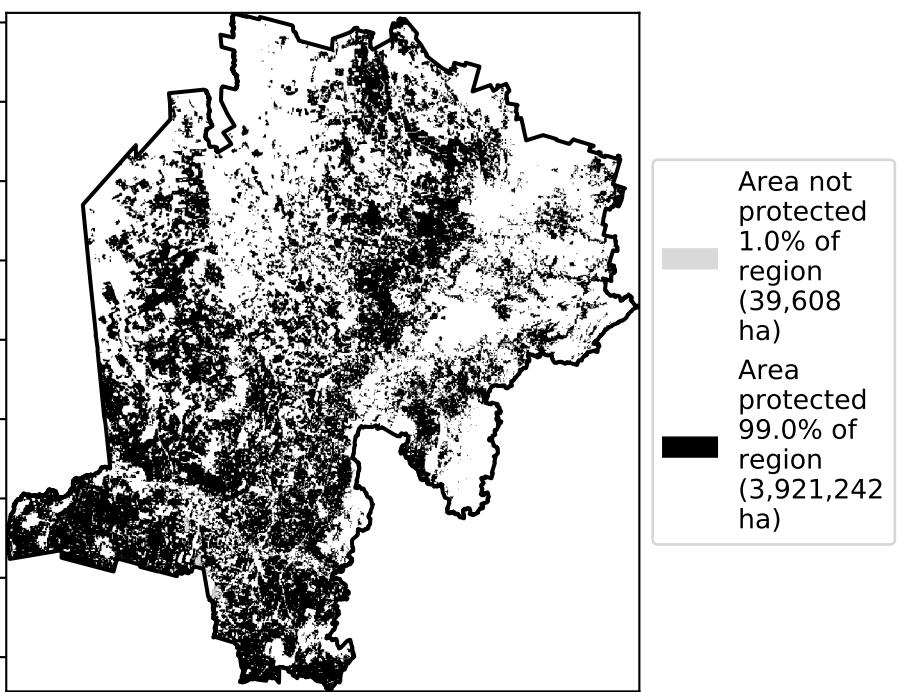 Area not
protected
1.0% of
region
(39,608
ha)
Area
protected
99.0% of
region
(3,921,242
ha)